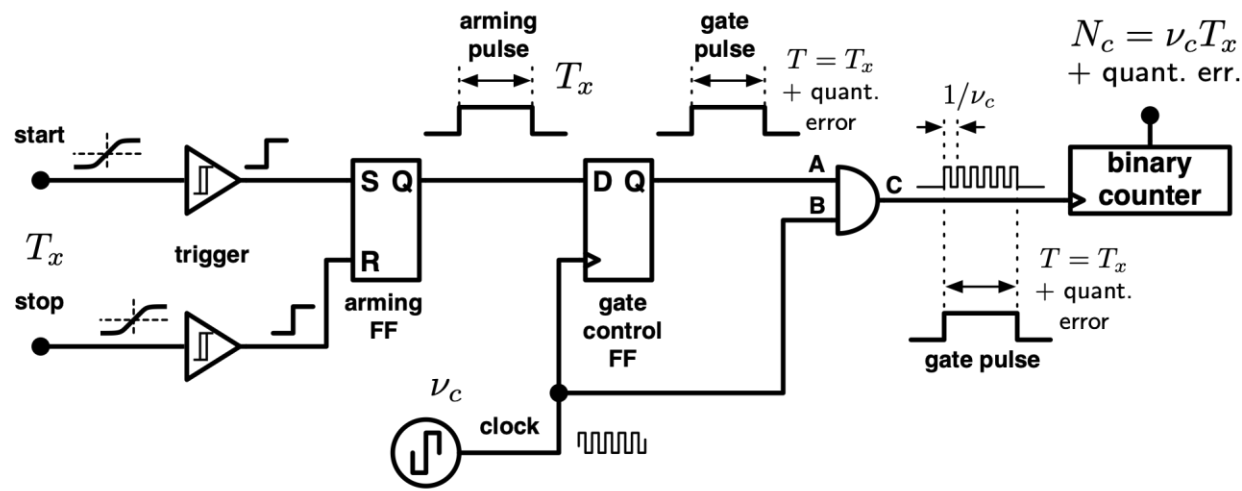 arming
pulse
T_x
gate
pulse
T = T_x
+ quant.
error
N_c = ν_c T_x
+ quant. err.
1/ν_c
start
S Q
D Q
A
B
C
binary
counter
T_x
trigger
R
stop
arming
FF
gate
control
FF
T = T_x
+ quant.
error
gate pulse
ν_c
clock